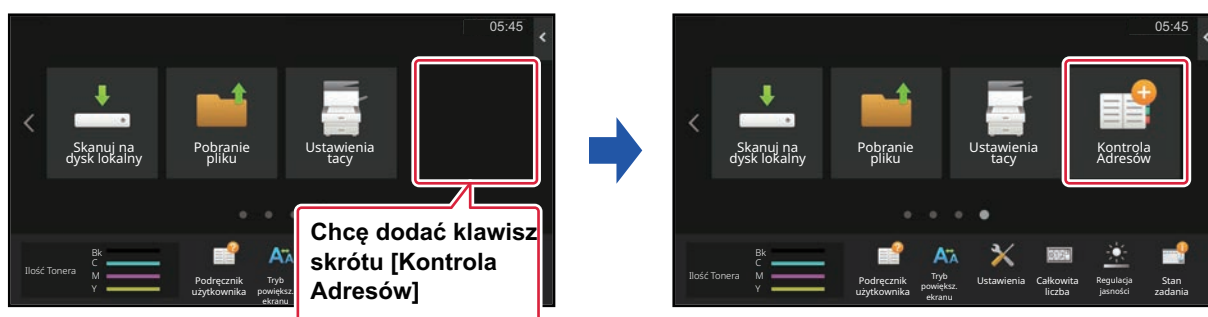 05:45
Skanuj na
dysk lokalny
Pobranie
pliku
Ustawienia
tacy
Chcę dodać klawisz
skrótu [Kontrola
Adresów]
Ilość Tonera
Bk
C
M
Y
Podręcznik
użytkownika
Tryb
powiększ.
ekranu
05:45
Skanuj na
dysk lokalny
Pobranie
pliku
Ustawienia
tacy
Kontrola
Adresów
Ilość Tonera
Bk
C
M
Y
Podręcznik
użytkownika
Tryb
powiększ.
ekranu
Ustawienia
Całkowita
liczba
Regulacja
jasności
Stan
zadania